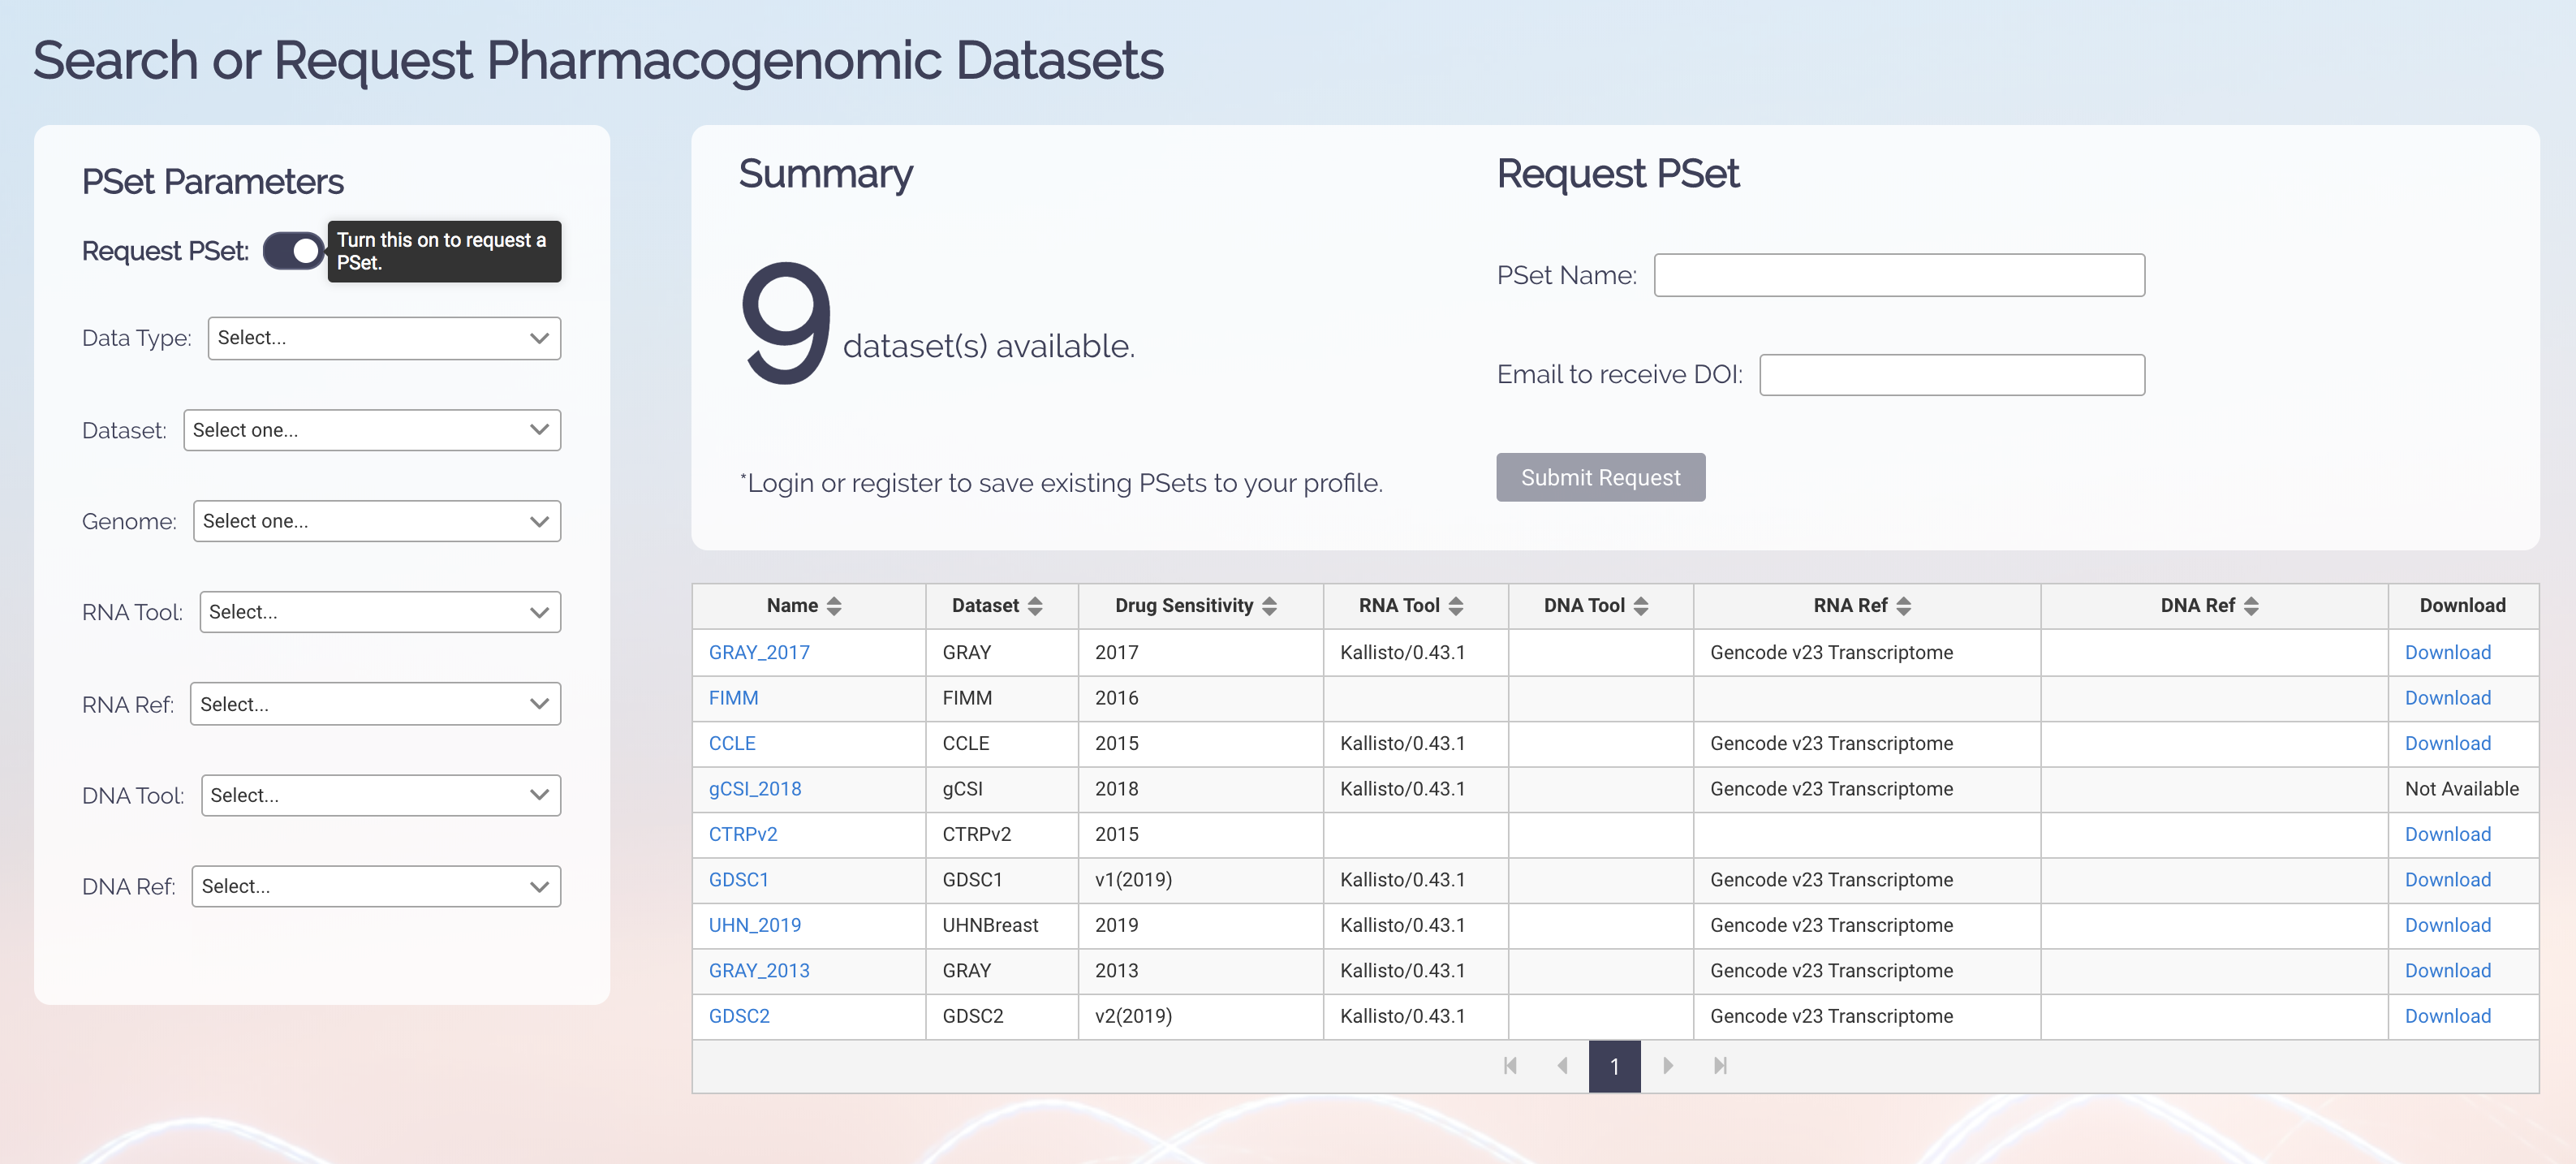 Search or Request Pharmacogenomic Datasets
PSet Parameters
Request PSet:
Turn this on to request a
PSet.
Data Type: Select...
Dataset: Select one...
Genome: Select one...
RNA Tool: Select...
RNA Ref: Select...
DNA Tool: Select...
DNA Ref: Select...
Summary
9 dataset(s) available.
*Login or register to save existing PSets to your profile.
Request PSet
PSet Name:
Email to receive DOI:
Submit Request
Name Dataset Drug Sensitivity RNA Tool DNA Tool RNA Ref DNA Ref Download
GRAY_2017 GRAY 2017 Kallisto/0.43.1 Gencode v23 Transcriptome Download
FIMM FIMM 2016 Download
CCLE CCLE 2015 Kallisto/0.43.1 Gencode v23 Transcriptome Download
gCSI_2018 gCSI 2018 Kallisto/0.43.1 Gencode v23 Transcriptome Not Available
CTRPv2 CTRPv2 2015 Download
GDSC1 GDSC1 v1(2019) Kallisto/0.43.1 Gencode v23 Transcriptome Download
UHN_2019 UHNBreast 2019 Kallisto/0.43.1 Gencode v23 Transcriptome Download
GRAY_2013 GRAY 2013 Kallisto/0.43.1 Gencode v23 Transcriptome Download
GDSC2 GDSC2 v2(2019) Kallisto/0.43.1 Gencode v23 Transcriptome Download
1